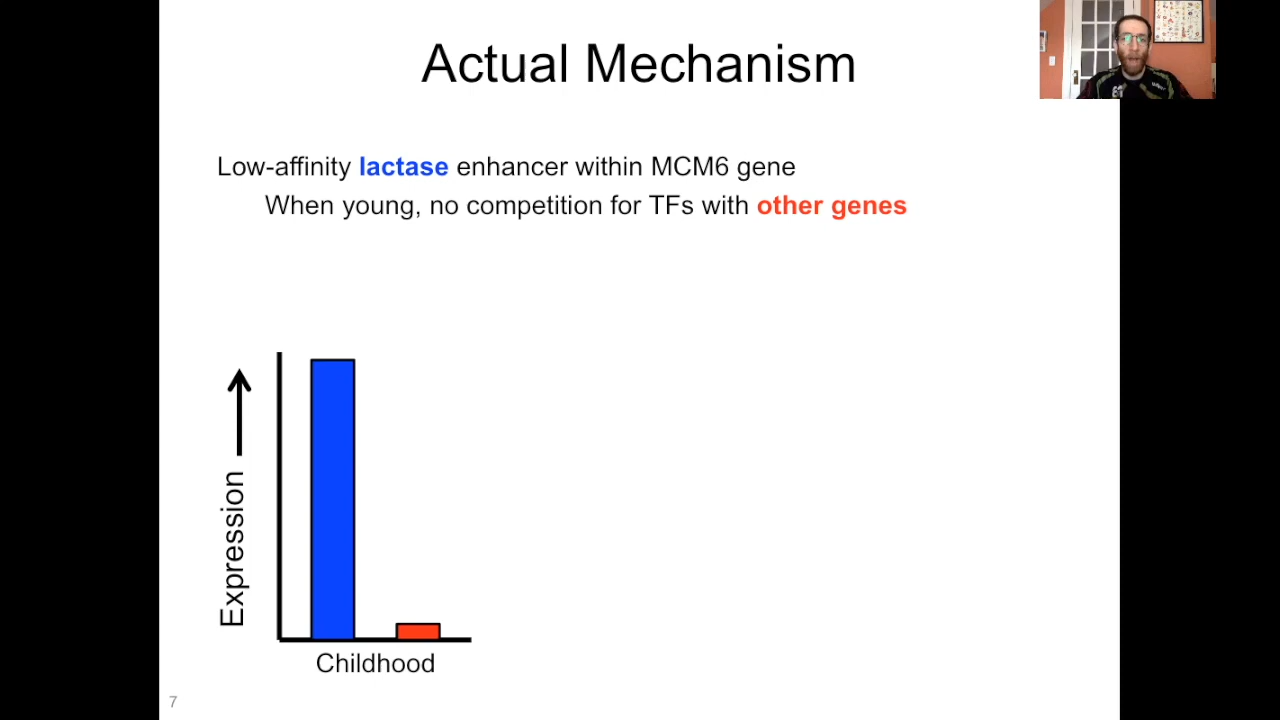 Actual Mechanism
Low-affinity lactase enhancer within MCM6 gene
When young, no competition for TFs with other genes
Expression
Childhood
7